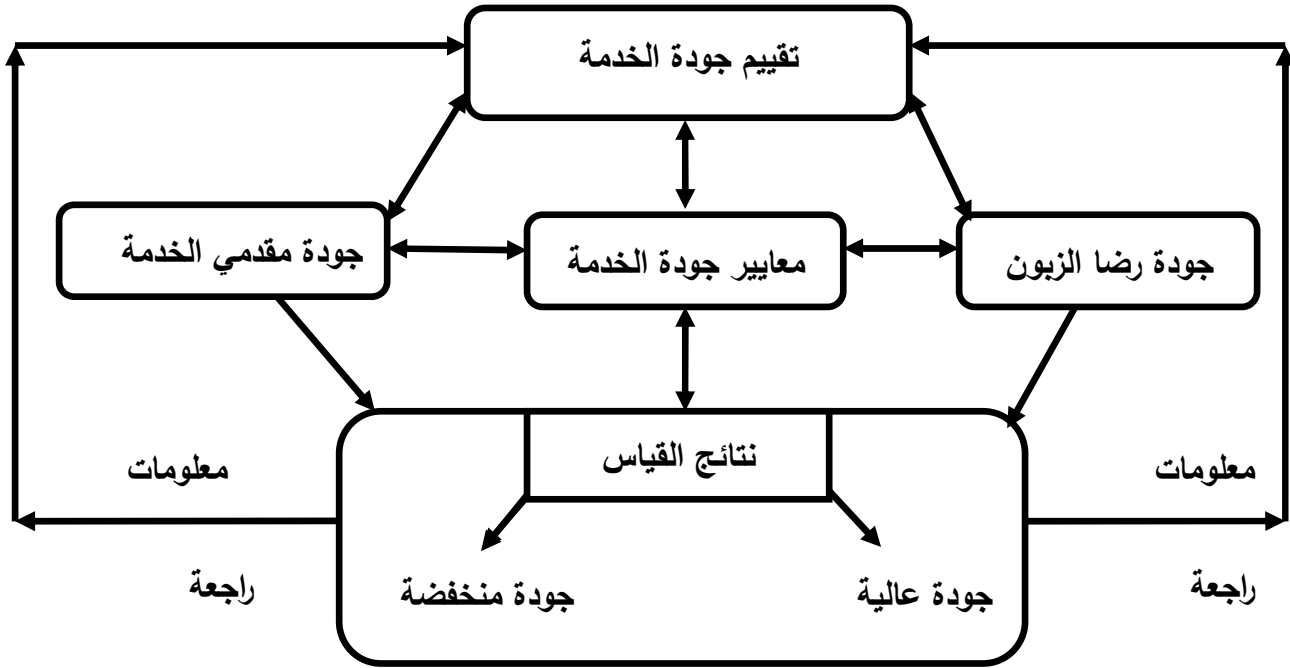 تقييم جودة الخدمة
جودة رضا الزبون
معايير جودة الخدمة
جودة مقدمي الخدمة
نتائج القياس
معلومات
راجعة
معلومات
راجعة
جودة عالية
جودة منخفضة